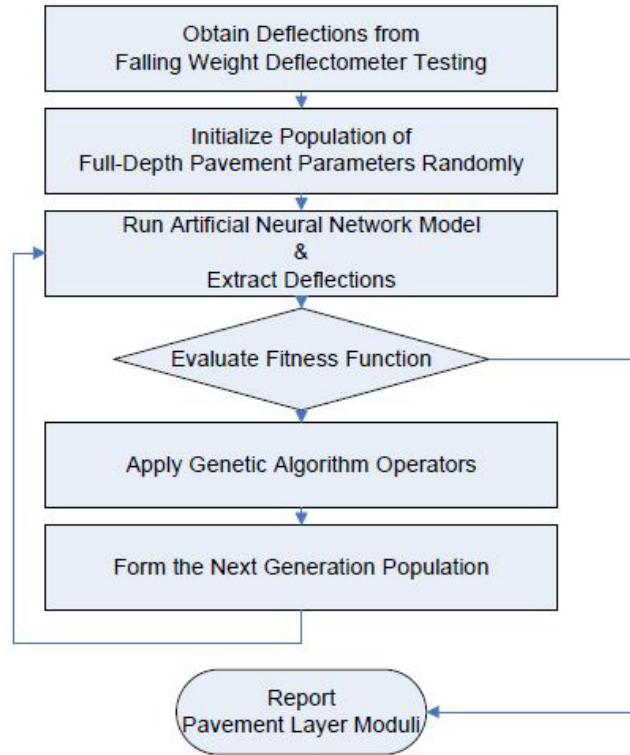 Obtain Deflections from
Falling Weight Deflectometer Testing
Initialize Population of
Full-Depth Pavement Parameters Randomly
Run Artificial Neural Network Model
&
Extract Deflections
Evaluate Fitness Function
Apply Genetic Algorithm Operators
Form the Next Generation Population
Report
Pavement Layer Moduli